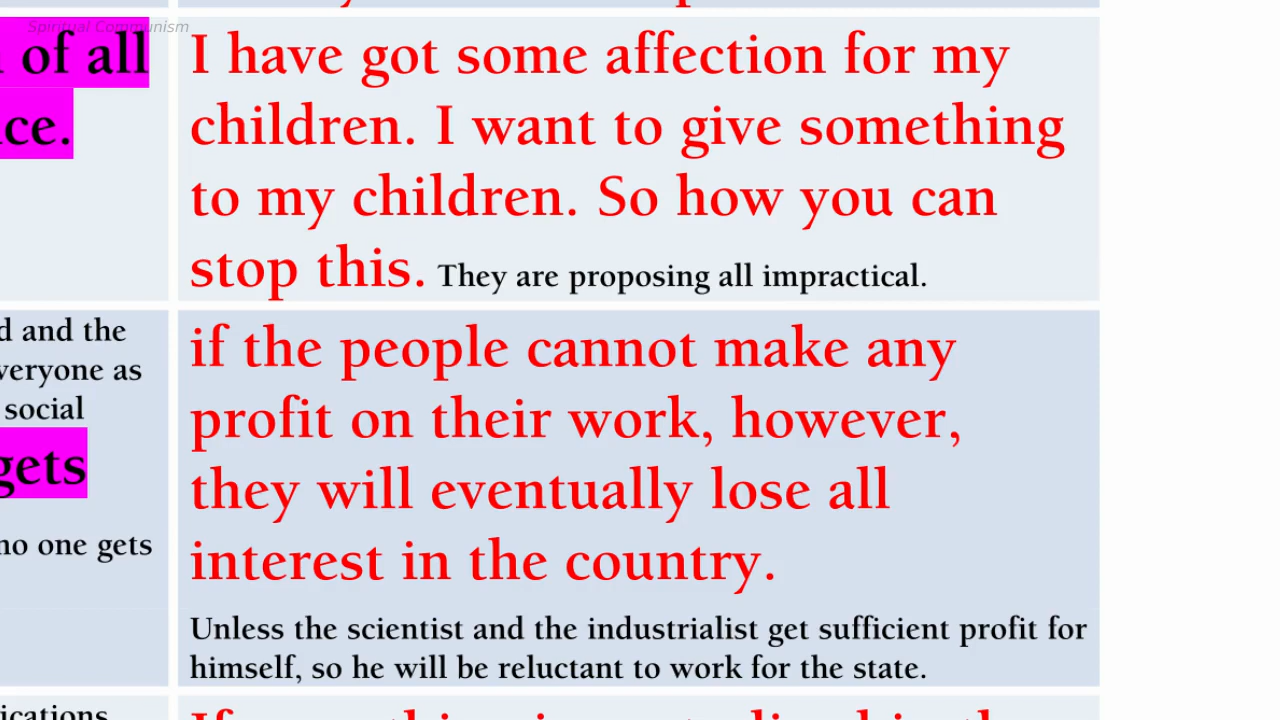 Spiritual Communism
of all
ce.
I have got some affection for my
children. I want to give something
to my children. So how you can
stop this. They are proposing all impractical.
d and the
veryone as
social
gets
no one gets
if the people cannot make any
profit on their work, however,
they will eventually lose all
interest in the country.
Unless the scientist and the industrialist get sufficient profit for
himself, so he will be reluctant to work for the state.
ications